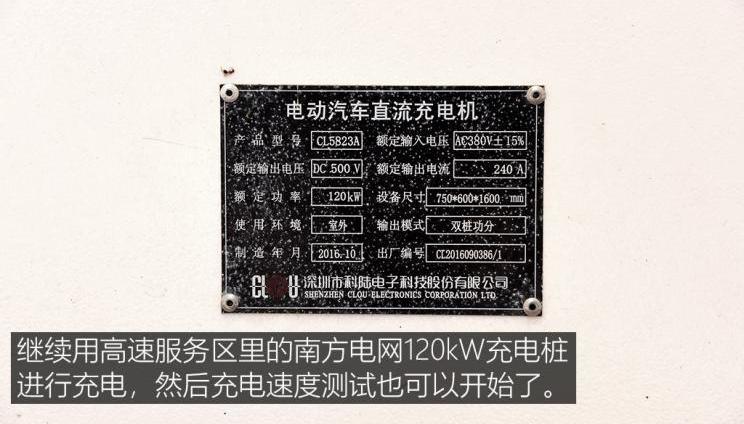 电动汽车直流充电机
产品型号 CL5823A 额定输入电压 AC380V±15%
额定输出电压 DC 500 V 额定输出电流 240 A
额定功率 120kW 设备尺寸 750*600*1600 mm
使用环境 室外 输出模式 双桩功分
制造年月 2016.10 出厂编号 CL2016090386/1
CLOU 深圳市科陆电子科技股份有限公司
SHENZHEN CLOU-ELECTRONICS CORPORATION LTD.
继续用高速服务区里的南方电网120kW充电桩
进行充电，然后充电速度测试也可以开始了。